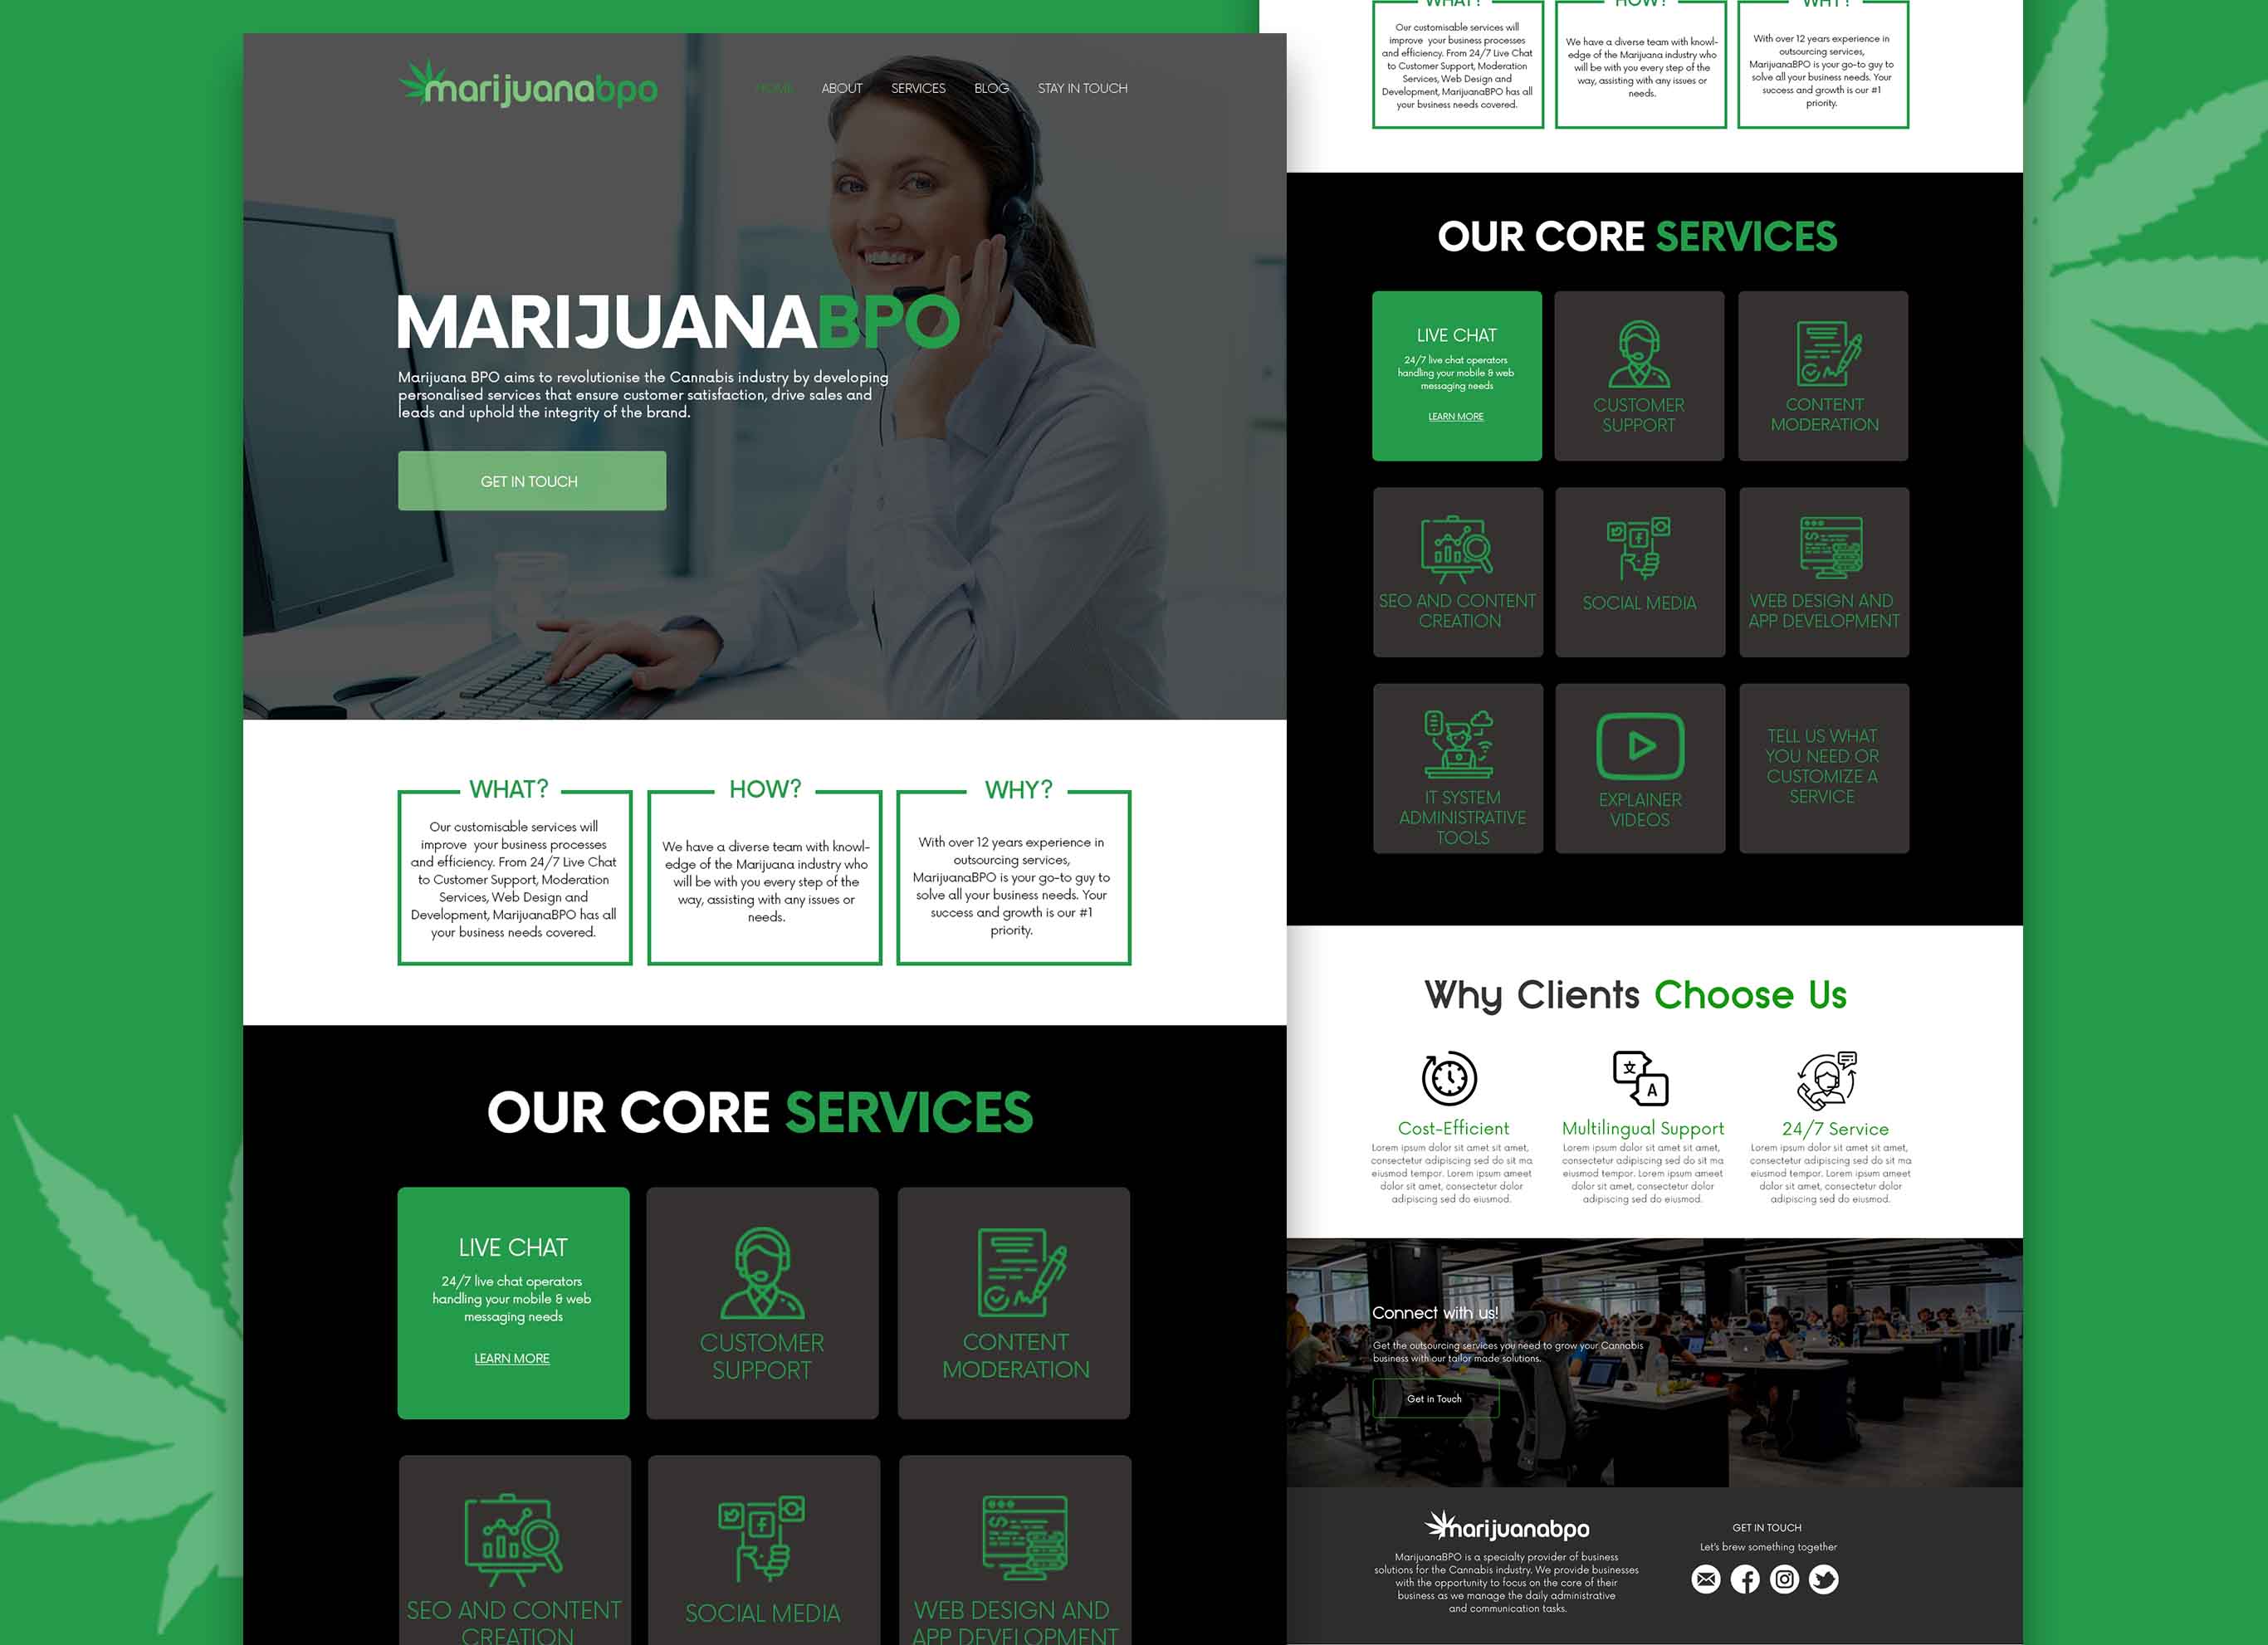 marijuanabpo
HOME ABOUT SERVICES BLOG STAY IN TOUCH
MARIJUANABPO
Marijuana BPO aims to revolutionise the Cannabis industry by developing
personalised services that ensure customer satisfaction, drive sales and
leads and uphold the integrity of the brand.
GET IN TOUCH
WHAT?
Our customisable services will
improve your business processes
and efficiency. From 24/7 Live Chat
to Customer Support, Moderation
Services, Web Design and
Development, MarijuanaBPO has all
your business needs covered.
HOW?
We have a diverse team with knowl-
edge of the Marijuana industry who
will be with you every step of the
way, assisting with any issues or
needs.
WHY?
With over 12 years experience in
outsourcing services,
MarijuanaBPO is your go-to guy to
solve all your business needs. Your
success and growth is our #1
priority.
OUR CORE SERVICES
LIVE CHAT
24/7 live chat operators
handling your mobile & web
messaging needs
LEARN MORE
CUSTOMER
SUPPORT
CONTENT
MODERATION
SEO AND CONTENT
CREATION
SOCIAL MEDIA
WEB DESIGN AND
APP DEVELOPMENT
WHAT?
Our customisable services will
improve your business processes
and efficiency. From 24/7 Live Chat
to Customer Support, Moderation
Services, Web Design and
Development, MarijuanaBPO has all
your business needs covered.
HOW?
We have a diverse team with knowl-
edge of the Marijuana industry who
will be with you every step of the
way, assisting with any issues or
needs.
WHY?
With over 12 years experience in
outsourcing services,
MarijuanaBPO is your go-to guy to
solve all your business needs. Your
success and growth is our #1
priority.
OUR CORE SERVICES
LIVE CHAT
24/7 live chat operators
handling your mobile & web
messaging needs
LEARN MORE
CUSTOMER
SUPPORT
CONTENT
MODERATION
SEO AND CONTENT
CREATION
SOCIAL MEDIA
WEB DESIGN AND
APP DEVELOPMENT
IT SYSTEM
ADMINISTRATIVE
TOOLS
EXPLAINER
VIDEOS
TELL US WHAT
YOU NEED OR
CUSTOMIZE A
SERVICE
Why Clients Choose Us
文
A
Cost-Efficient
Lorem ipsum dolor sit amet sit amet,
consectetur adipiscing sed do sit ma
eiusmod tempor. Lorem ipsum ameet
dolor sit amet, consectetur dolor
adipiscing sed do eiusmod.
Multilingual Support
Lorem ipsum dolor sit amet sit amet,
consectetur adipiscing sed do sit ma
eiusmod tempor. Lorem ipsum ameet
dolor sit amet, consectetur dolor
adipiscing sed do eiusmod.
24/7 Service
Lorem ipsum dolor sit amet sit amet,
consectetur adipiscing sed do sit ma
eiusmod tempor. Lorem ipsum ameet
dolor sit amet, consectetur dolor
adipiscing sed do eiusmod.
Connect with us!
Get the outsourcing services you need to grow your Cannabis
business with our tailor made solutions.
Get in Touch
marijuanabpo
MarijuanaBPO is a specialty provider of business
solutions for the Cannabis industry. We provide businesses
with the opportunity to focus on the core of their
business as we manage the daily administrative
and communication tasks.
GET IN TOUCH
Let's brew something together